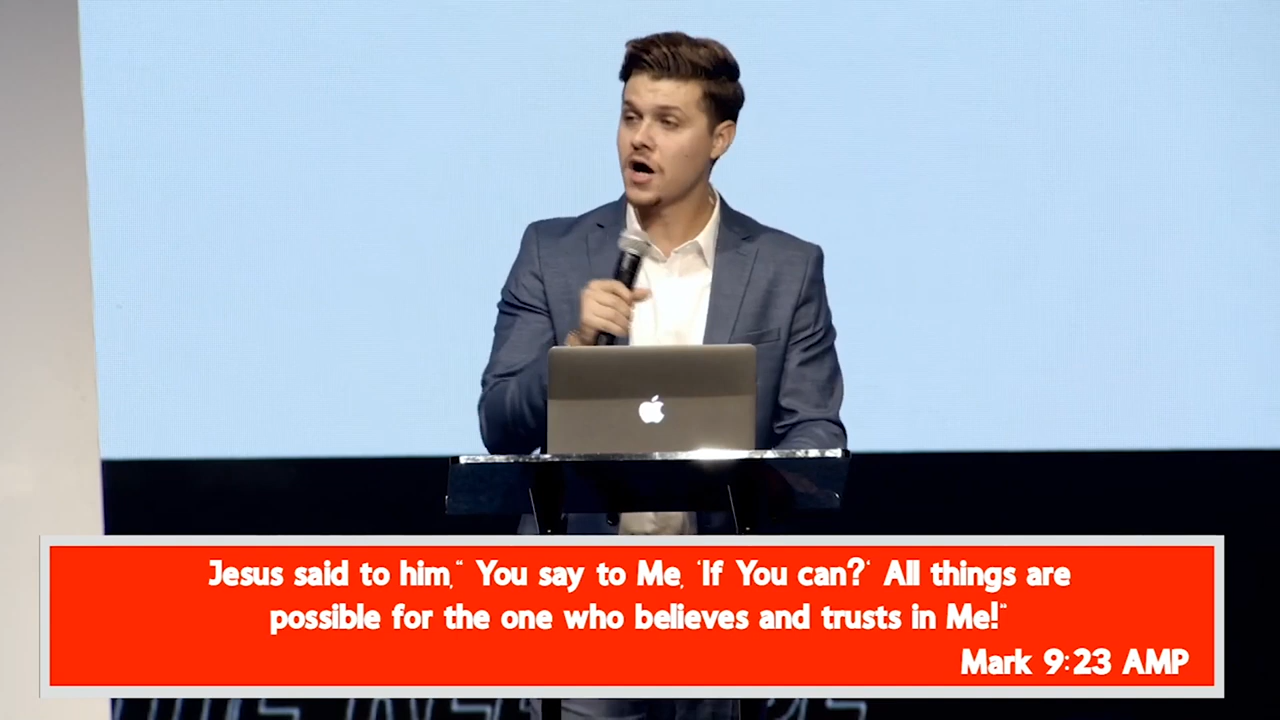 Jesus said to him,“ You say to Me, ‘If You can?‘ All things are
possible for the one who believes and trusts in Me!”
Mark 9:23 AMP